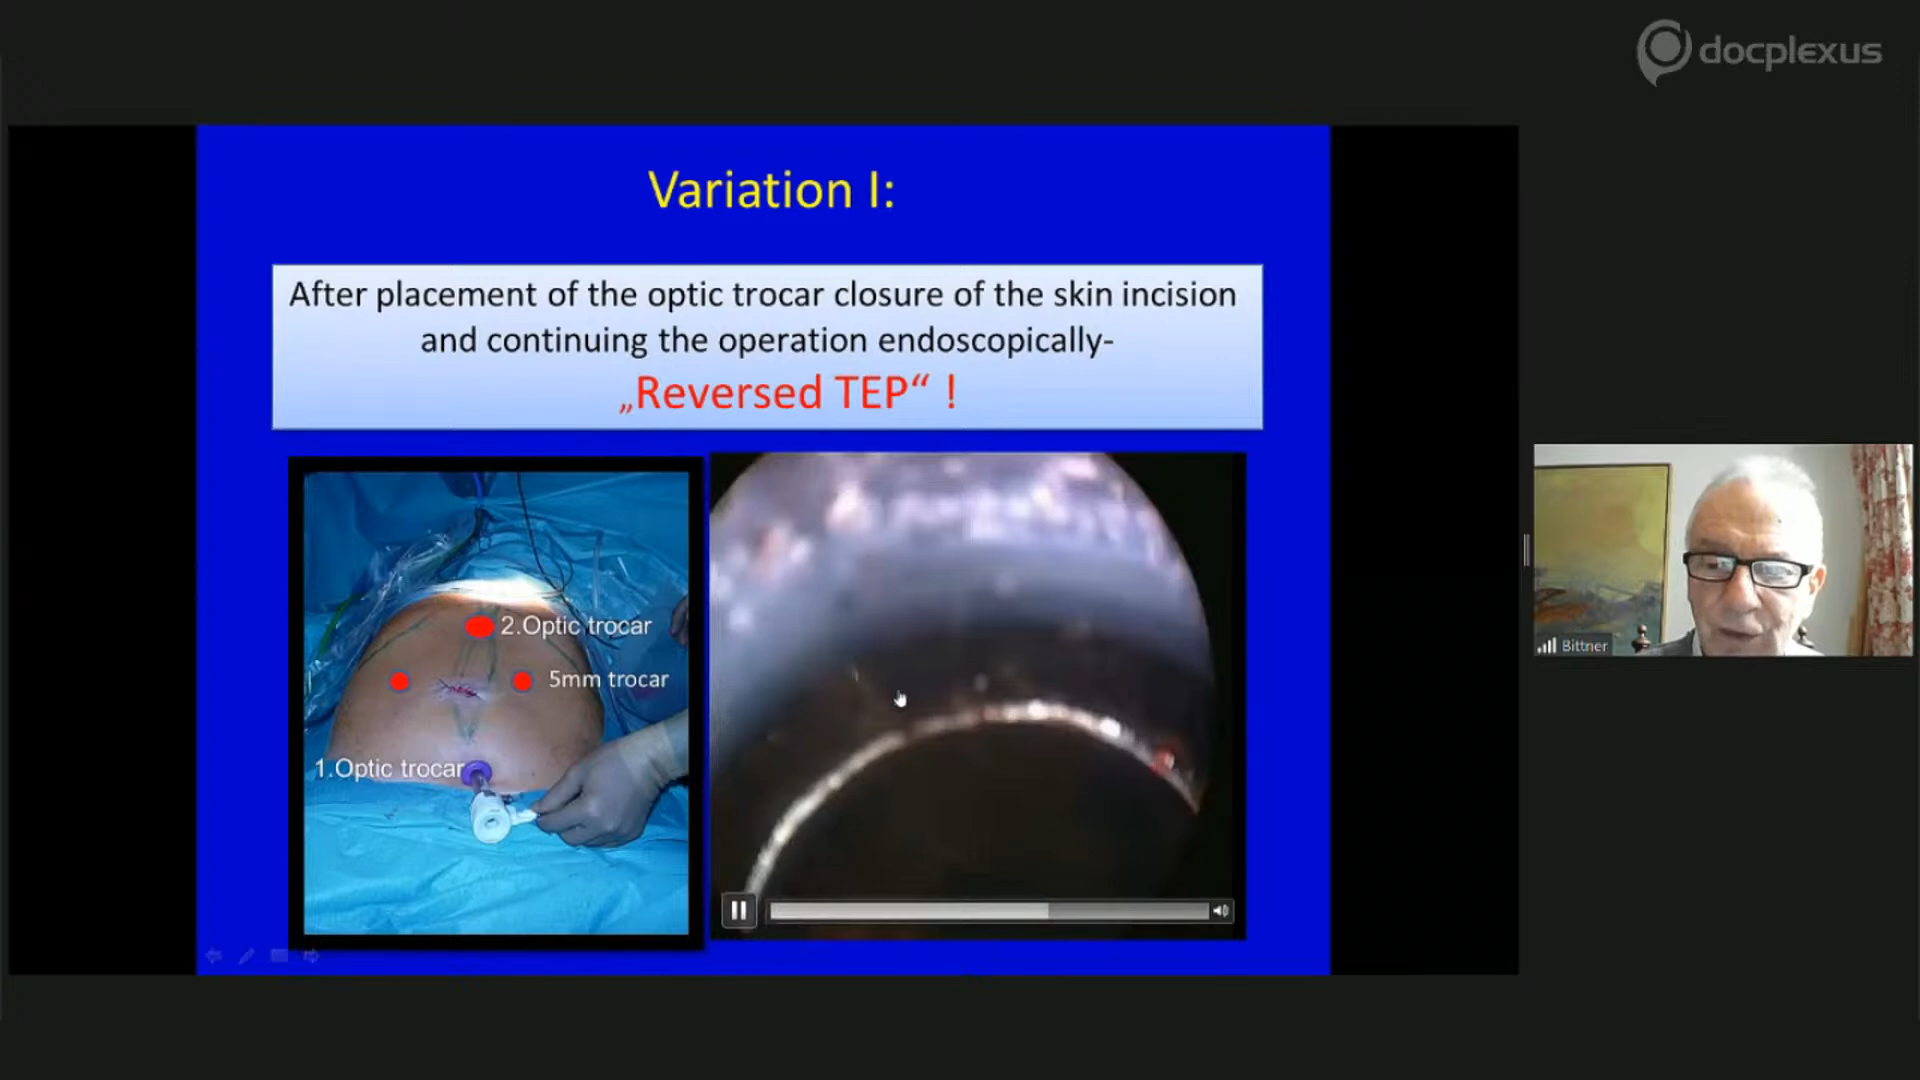 docplexus
Variation I:
After placement of the optic trocar closure of the skin incision
and continuing the operation endoscopically-
„Reversed TEP“ !
2.Optic trocar
5mm trocar
1.Optic trocar
Bittner